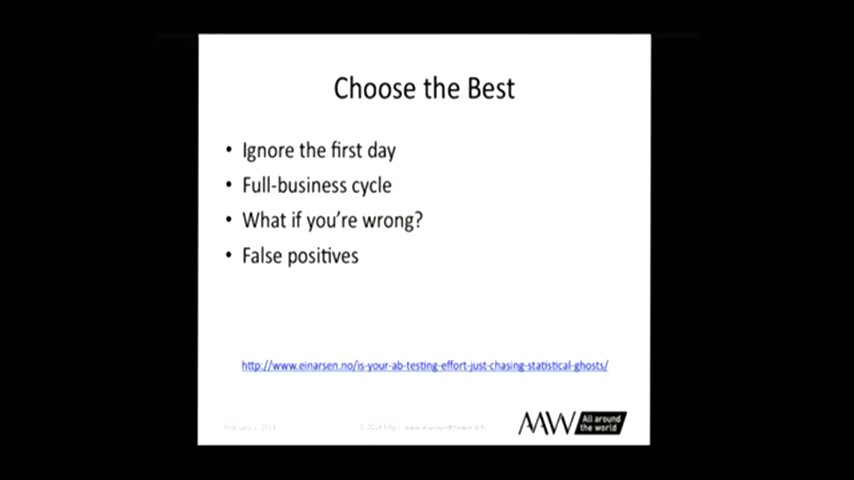 Choose the Best
• Ignore the first day
• Full-business cycle
• What if you're wrong?
• False positives
http://www.einarsen.no/is-your-ab-testing-effort-just-chasing-statistical-ghosts/
AAW All around
the world